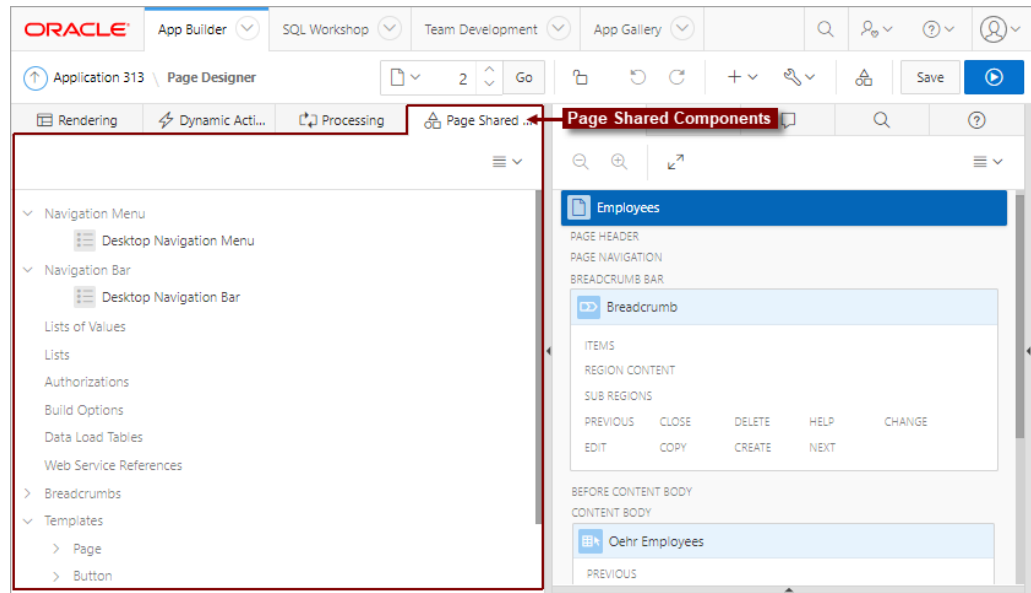 ORACLE App Builder SQL Workshop Team Development App Gallery
Application 313 \ Page Designer 2 Go Save
Rendering Dynamic Acti... Processing Page Shared ... Page Shared Components
Navigation Menu
Desktop Navigation Menu
Navigation Bar
Desktop Navigation Bar
Lists of Values
Lists
Authorizations
Build Options
Data Load Tables
Web Service References
Breadcrumbs
Templates
Page
Button
Employees
PAGE HEADER
PAGE NAVIGATION
BREADCRUMB BAR
Breadcrumb
ITEMS
REGION CONTENT
SUB REGIONS
PREVIOUS CLOSE DELETE HELP CHANGE
EDIT COPY CREATE NEXT
BEFORE CONTENT BODY
CONTENT BODY
Oehr Employees
PREVIOUS